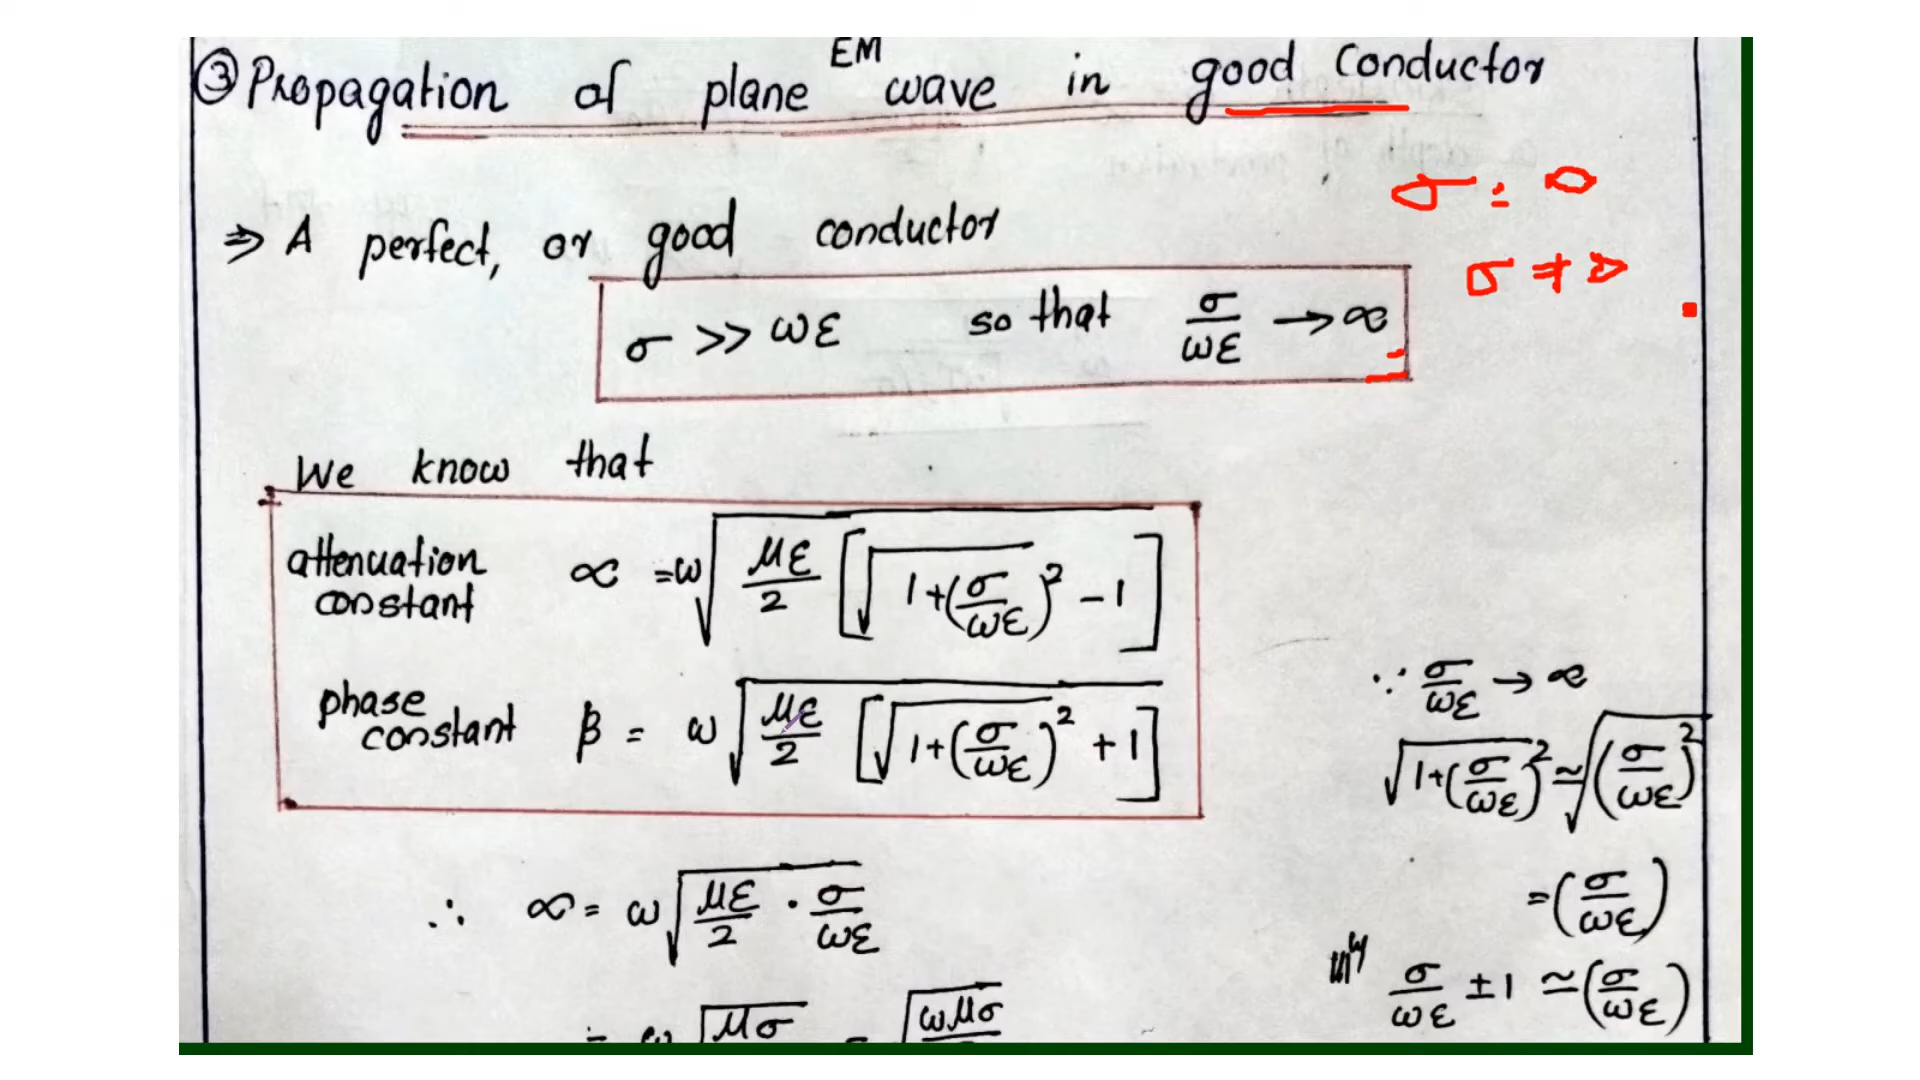 ③ Propagation of plane EM wave in good conductor
σ = 0
⇒ A perfect, or good conductor
σ ≠ 0
σ >> ωε so that σ/ωε → ∞
We know that
attenuation constant ∝ = ω√(με/2 [√(1+(σ/ωε)²) - 1])
phase constant β = ω√(με/2 [√(1+(σ/ωε)²) + 1])
∵ σ/ωε → ∞
√(1+(σ/ωε)²) ≃ √((σ/ωε)²)
= (σ/ωε)
σ/ωε ± 1 ≃ (σ/ωε)
∴ ∝ = ω√(με/2 · σ/ωε)